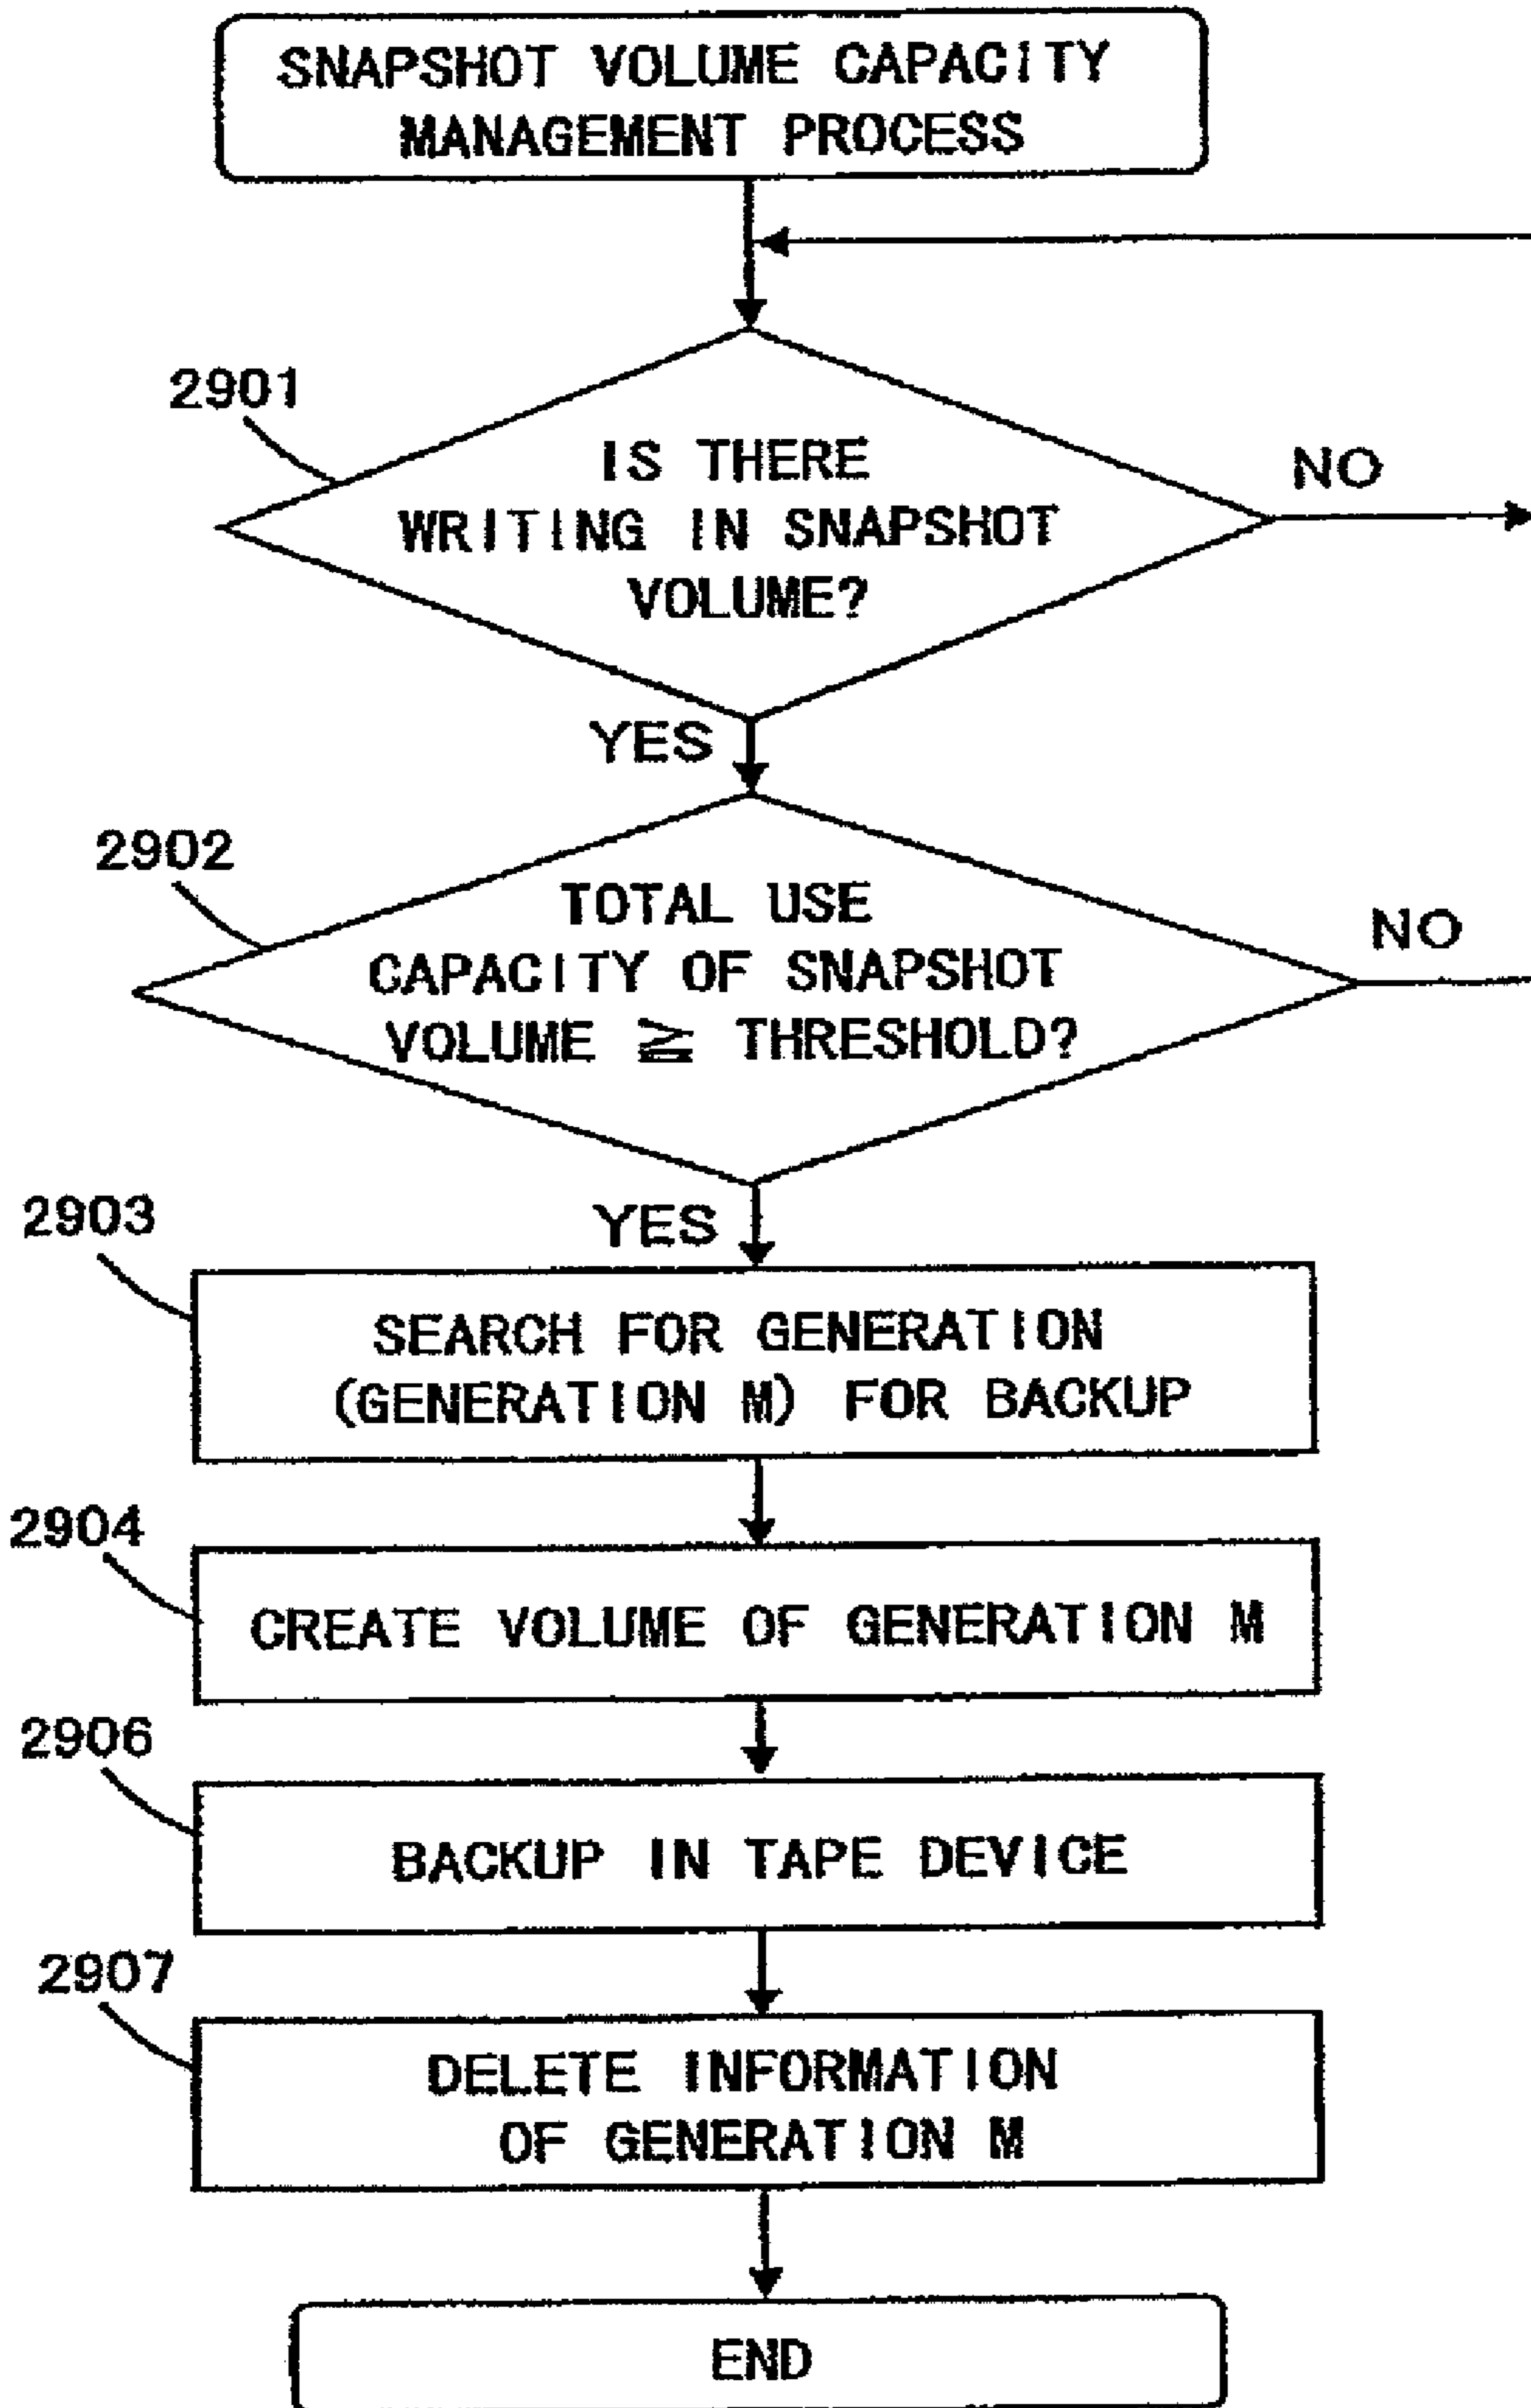 SNAPSHOT VOLUME CAPACITY
MANAGEMENT PROCESS
2901
IS THERE
WRITING IN SNAPSHOT
VOLUME?
NO
YES
2902
TOTAL USE
CAPACITY OF SNAPSHOT
VOLUME ≧ THRESHOLD?
NO
YES
2903
SEARCH FOR GENERATION
(GENERATION M) FOR BACKUP
2904
CREATE VOLUME OF GENERATION M
2906
BACKUP IN TAPE DEVICE
2907
DELETE INFORMATION
OF GENERATION M
END